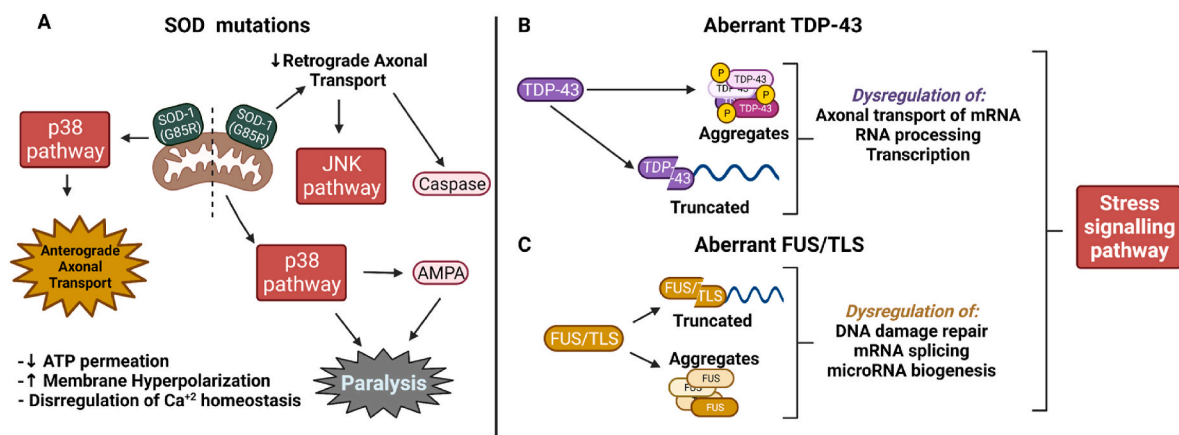 A
SOD mutations
↓Retrograde Axonal
Transport
SOD-1
(G85R)
SOD-1
(G85R)
p38
pathway
JNK
pathway
Caspase
Anterograde
Axonal
Transport
p38
pathway
AMPA
Paralysis
-↓ ATP permeation
-↑ Membrane Hyperpolarization
- Disregulation of Ca⁺² homeostasis
B
Aberrant TDP-43
TDP-43
P
TDP-43
TDP-43
P
TDP-43
P
Aggregates
TDP
-43
Truncated
Dysregulation of:
Axonal transport of mRNA
RNA processing
Transcription
C
Aberrant FUS/TLS
FUS/TLS
FUS/
TLS
Truncated
Aggregates
FUS
FUS
FUS
Dysregulation of:
DNA damage repair
mRNA splicing
microRNA biogenesis
Stress
signalling
pathway